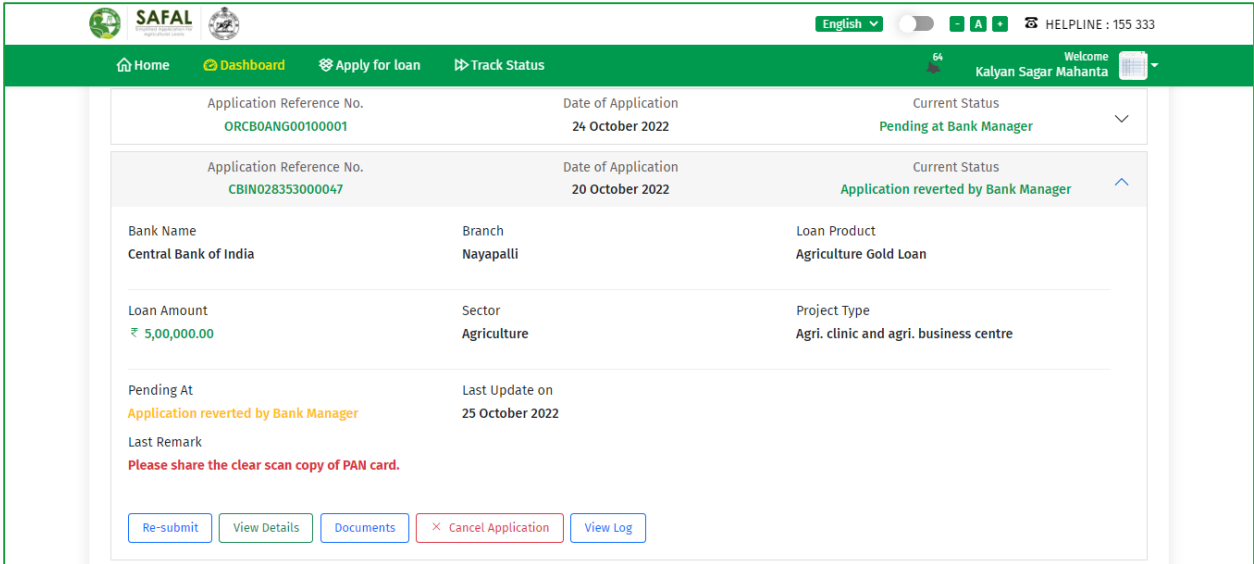 SAFAL
Simplified Application for
Agricultural Loans
English
- A +
HELPLINE : 155 333
Home
Dashboard
Apply for loan
Track Status
64
Welcome
Kalyan Sagar Mahanta
Application Reference No. Date of Application Current Status
ORCB0ANG00100001 24 October 2022 Pending at Bank Manager
Application Reference No. Date of Application Current Status
CBIN028353000047 20 October 2022 Application reverted by Bank Manager
Bank Name Branch Loan Product
Central Bank of India Nayapalli Agriculture Gold Loan
Loan Amount Sector Project Type
₹ 5,00,000.00 Agriculture Agri. clinic and agri. business centre
Pending At Last Update on
Application reverted by Bank Manager 25 October 2022
Last Remark
Please share the clear scan copy of PAN card.
Re-submit View Details Documents × Cancel Application View Log